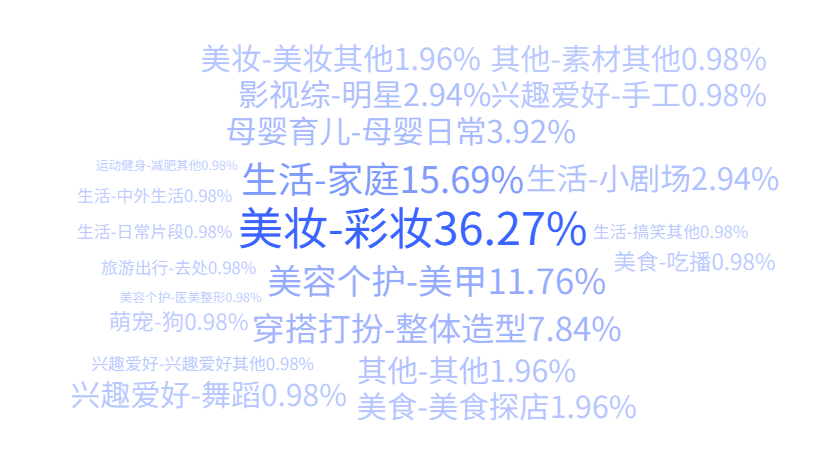 美妆-美妆其他1.96% 其他-素材其他0.98%
影视综-明星2.94% 兴趣爱好-手工0.98%
母婴育儿-母婴日常3.92%
运动健身-减肥其他0.98%
生活-家庭15.69% 生活-小剧场2.94%
生活-中外生活0.98%
美妆-彩妆36.27%
生活-日常片段0.98%
生活-搞笑其他0.98%
美食-吃播0.98%
旅游出行-去处0.98%
美容个护-美甲11.76%
美容个护-医美整形0.98%
萌宠-狗0.98%
穿搭打扮-整体造型7.84%
兴趣爱好-兴趣爱好其他0.98%
其他-其他1.96%
兴趣爱好-舞蹈0.98%
美食-美食探店1.96%